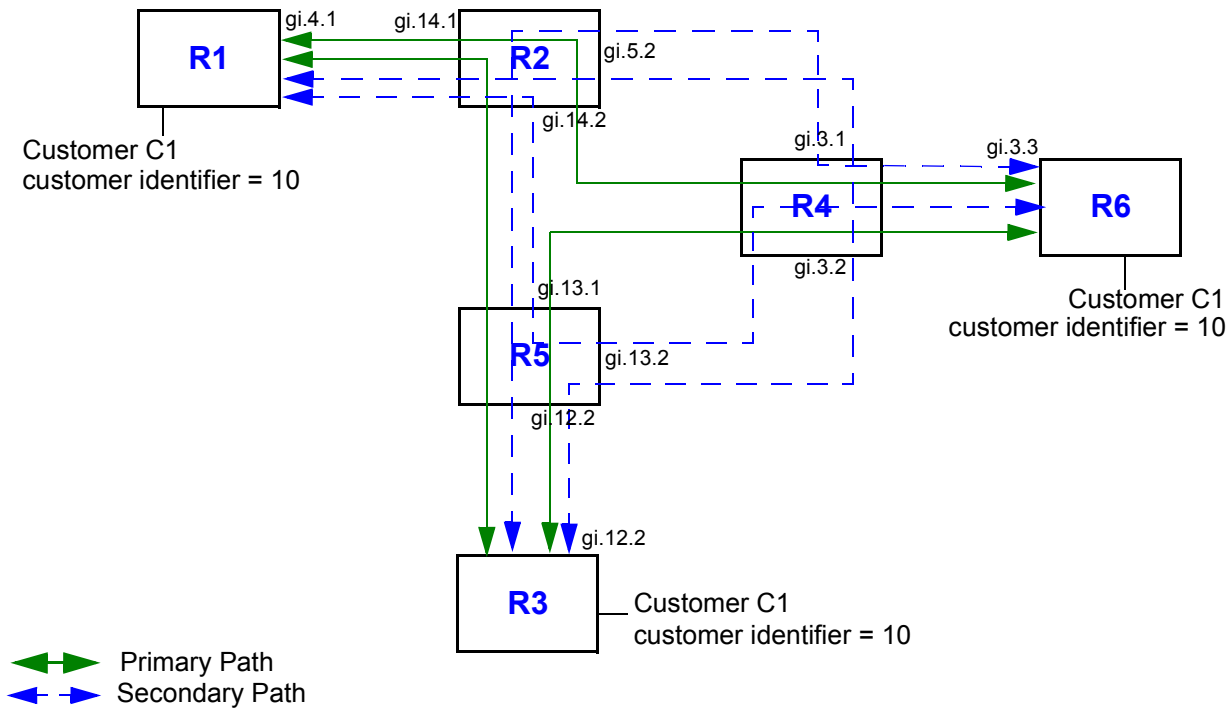 gi.4.1
gi.14.1
R1
R2
gi.5.2
gi.14.2
gi.3.1
gi.3.3
Customer C1
customer identifier = 10
R4
R6
gi.3.2
gi.13.1
Customer C1
customer identifier = 10
R5
gi.13.2
gi.12.2
gi.12.2
R3
Customer C1
customer identifier = 10
Primary Path
Secondary Path